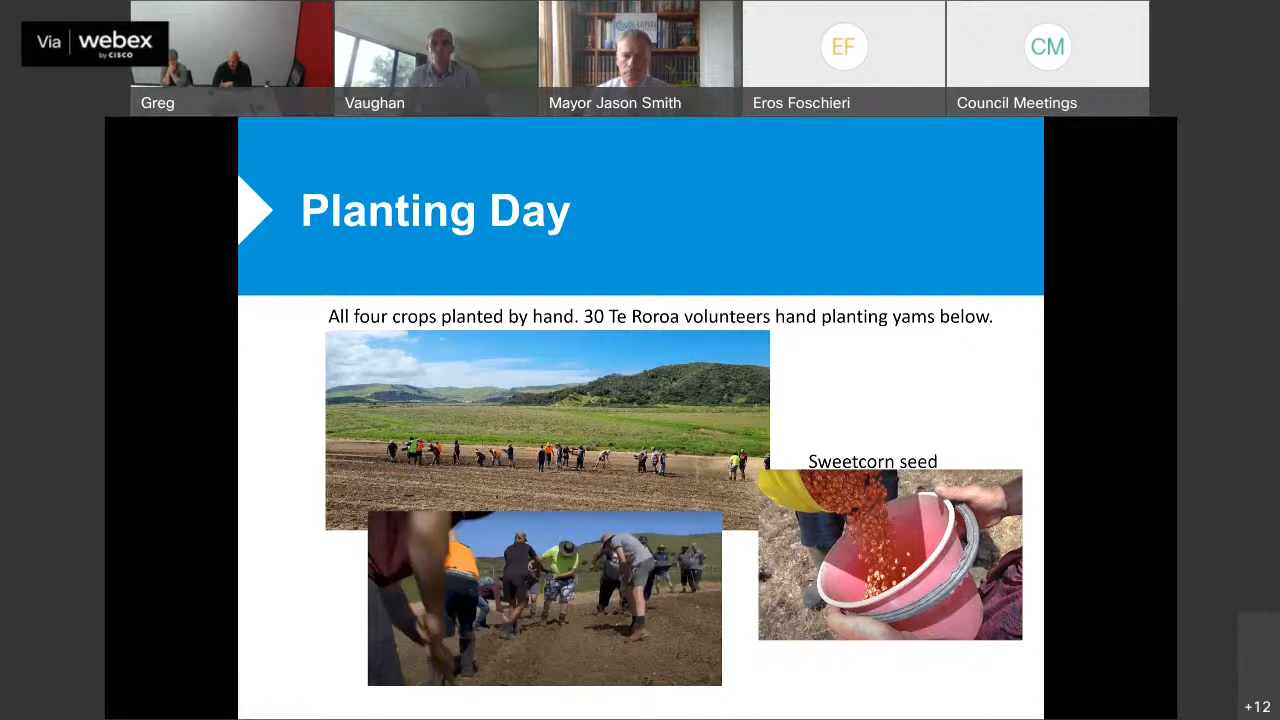 Via webex
by CISCO
Greg
Vaughan
Mayor Jason Smith
EF
Eros Foschieri
CM
Council Meetings
Planting Day
All four crops planted by hand. 30 Te Roroa volunteers hand planting yams below.
Sweetcorn seed
+12